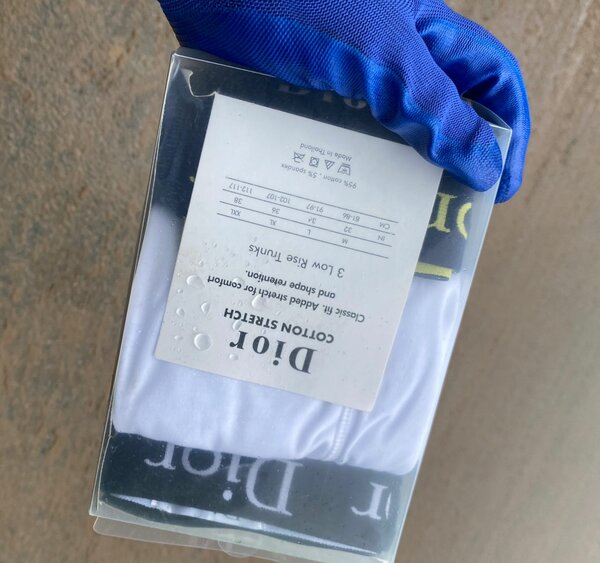 Dior
COTTON STRETCH
Classic fit. Added stretch for comfort
and shape retention.
3 Low Rise Trunks
M L XL XXL
IN 32 34 36 38
CM 81-86 91-97 102-107 112-117
95% cotton , 5% spandex
Made in Thailand
Dior
or
Dior
or